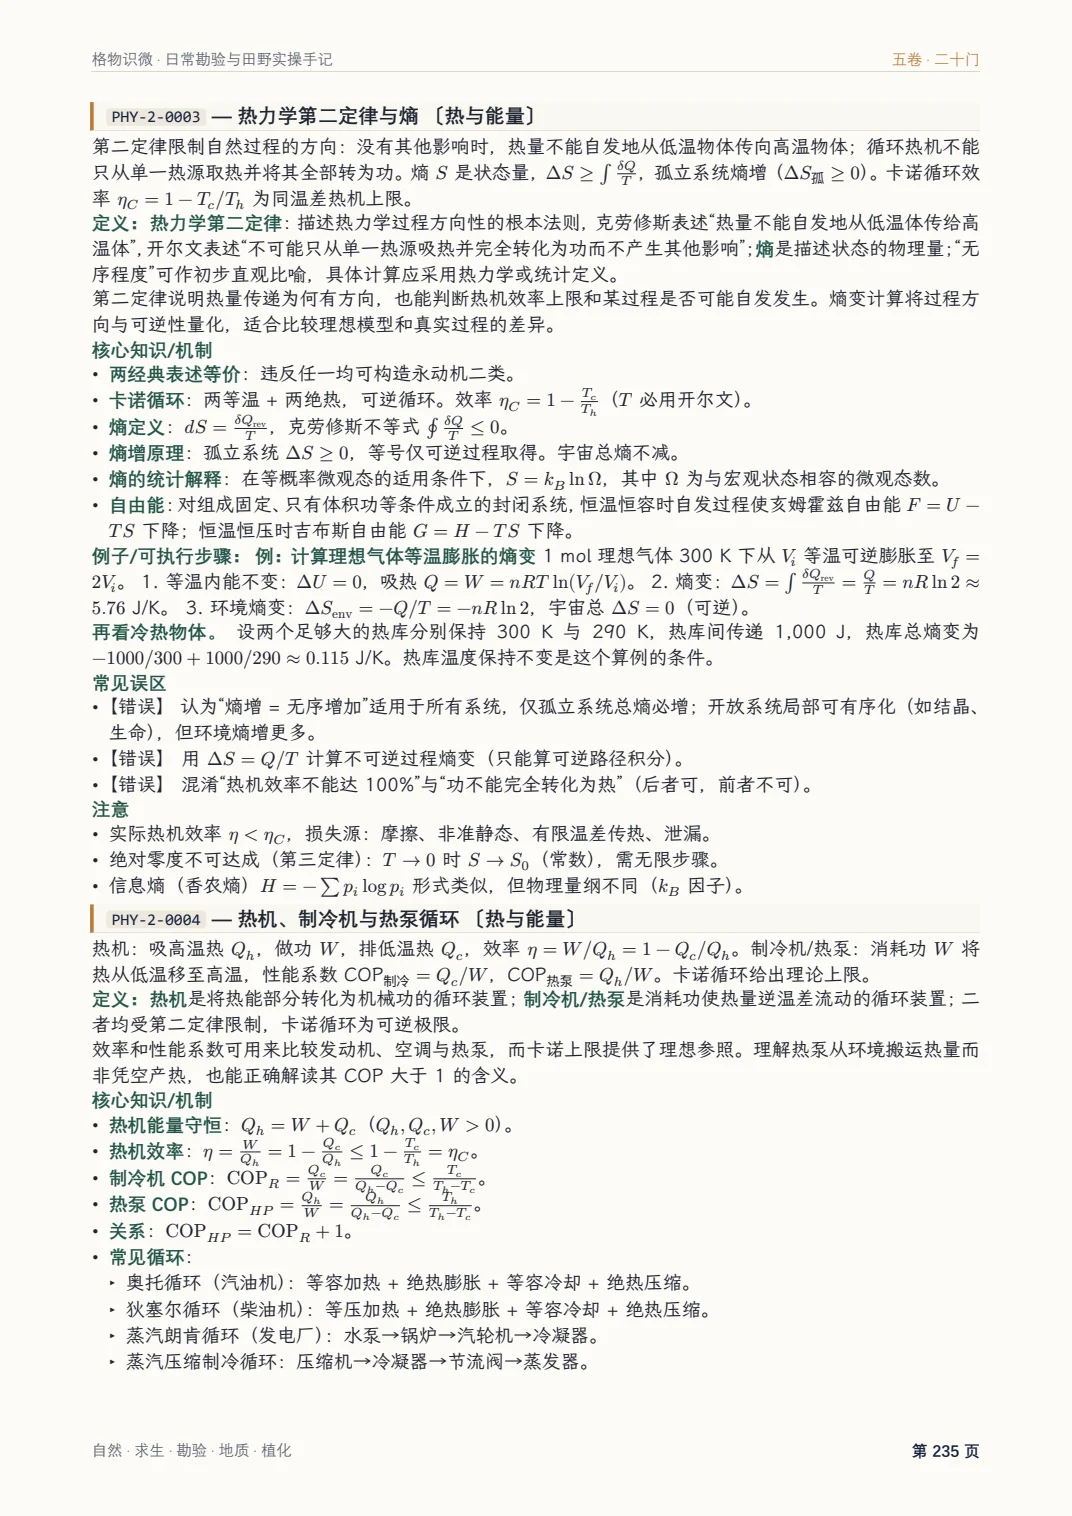 格物识微 · 日常勘验与田野实操手记
五卷 · 二十门
PHY-2-0003 — 热力学第二定律与熵 〔热与能量〕
第二定律限制自然过程的方向：没有其他影响时，热量不能自发地从低温物体传向高温物体；循环热机不能
只从单一热源取热并将其全部转为功。熵 S 是状态量，ΔS ≥ ∫ δQ/T，孤立系统熵增（ΔS孤 ≥ 0）。卡诺循环效
率 η_C = 1 − T_c/T_h 为同温差热机上限。
定义：热力学第二定律：描述热力学过程方向性的根本法则，克劳修斯表述“热量不能自发地从低温体传给高
温体”，开尔文表述“不可能只从单一热源吸热并完全转化为功而不产生其他影响”；熵是描述状态的物理量；“无
序程度”可作初步直观比喻，具体计算应采用热力学或统计定义。
第二定律说明热量传递为何有方向，也能判断热机效率上限和某过程是否可能自发发生。熵变计算将过程方
向与可逆性量化，适合比较理想模型和真实过程的差异。
核心知识/机制
• 两经典表述等价：违反任一均可构造永动机二类。
• 卡诺循环：两等温 + 两绝热，可逆循环。效率 η_C = 1 − T_c/T_h（T 必用开尔文）。
• 熵定义：dS = δQ_rev/T，克劳修斯不等式 ∮ δQ/T ≤ 0。
• 熵增原理：孤立系统 ΔS ≥ 0，等号仅可逆过程取得。宇宙总熵不减。
• 熵的统计解释：在等概率微观态的适用条件下，S = k_B ln Ω，其中 Ω 为与宏观状态相容的微观态数。
• 自由能：对组成固定、只有体积功等条件成立的封闭系统，恒温恒容时自发过程使亥姆霍兹自由能 F = U −
TS 下降；恒温恒压时吉布斯自由能 G = H − TS 下降。
例子/可执行步骤： 例：计算理想气体等温膨胀的熵变 1 mol 理想气体 300 K 下从 V_i 等温可逆膨胀至 V_f =
2V_i。 1. 等温内能不变：ΔU = 0，吸热 Q = W = nRT ln(V_f/V_i)。 2. 熵变：ΔS = ∫ δQ_rev/T = Q/T = nR ln 2 ≈
5.76 J/K。 3. 环境熵变：ΔS_env = −Q/T = −nR ln 2，宇宙总 ΔS = 0（可逆）。
再看冷热物体。 设两个足够大的热库分别保持 300 K 与 290 K，热库间传递 1,000 J，热库总熵变为
−1000/300 + 1000/290 ≈ 0.115 J/K。热库温度保持不变是这个算例的条件。
常见误区
•【错误】 认为“熵增 = 无序增加”适用于所有系统，仅孤立系统总熵必增；开放系统局部可有序化（如结晶、
生命），但环境熵增更多。
•【错误】 用 ΔS = Q/T 计算不可逆过程熵变（只能算可逆路径积分）。
•【错误】 混淆“热机效率不能达 100%”与“功不能完全转化为热”（后者可，前者不可）。
注意
• 实际热机效率 η < η_C，损失源：摩擦、非准静态、有限温差传热、泄漏。
• 绝对零度不可达成（第三定律）：T → 0 时 S → S_0（常数），需无限步骤。
• 信息熵（香农熵）H = −∑ p_i log p_i 形式类似，但物理量纲不同（k_B 因子）。
PHY-2-0004 — 热机、制冷机与热泵循环 〔热与能量〕
热机：吸高温热 Q_h，做功 W，排低温热 Q_c，效率 η = W/Q_h = 1 − Q_c/Q_h。制冷机/热泵：消耗功 W 将
热从低温移至高温，性能系数 COP制冷 = Q_c/W，COP热泵 = Q_h/W。卡诺循环给出理论上限。
定义：热机是将热能部分转化为机械功的循环装置；制冷机/热泵是消耗功使热量逆温差流动的循环装置；二
者均受第二定律限制，卡诺循环为可逆极限。
效率和性能系数可用来比较发动机、空调与热泵，而卡诺上限提供了理想参照。理解热泵从环境搬运热量而
非凭空产热，也能正确解读其 COP 大于 1 的含义。
核心知识/机制
• 热机能量守恒：Q_h = W + Q_c（Q_h, Q_c, W > 0）。
• 热机效率：η = W/Q_h = 1 − Q_c/Q_h ≤ 1 − T_c/T_h = η_C。
• 制冷机 COP：COP_R = Q_c/W = Q_c/(Q_h−Q_c) ≤ T_c/(T_h−T_c)。
• 热泵 COP：COP_HP = Q_h/W = Q_h/(Q_h−Q_c) ≤ T_h/(T_h−T_c)。
• 关系：COP_HP = COP_R + 1。
• 常见循环：
‣ 奥托循环（汽油机）：等容加热 + 绝热膨胀 + 等容冷却 + 绝热压缩。
‣ 狄塞尔循环（柴油机）：等压加热 + 绝热膨胀 + 等容冷却 + 绝热压缩。
‣ 蒸汽朗肯循环（发电厂）：水泵→锅炉→汽轮机→冷凝器。
‣ 蒸汽压缩制冷循环：压缩机→冷凝器→节流阀→蒸发器。
自然 · 求生 · 勘验 · 地质 · 植化
第 235 页